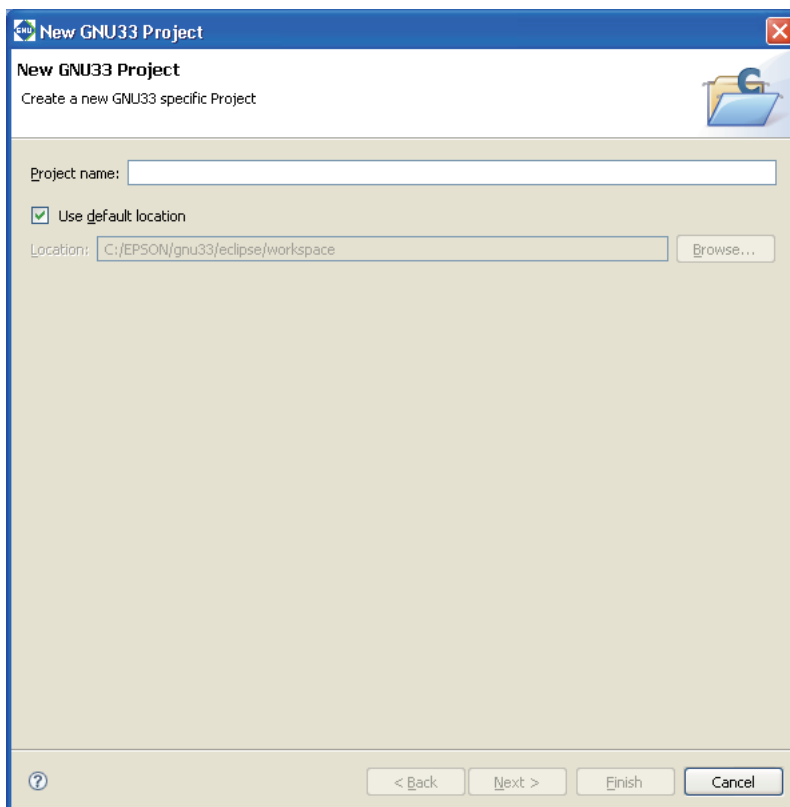 GNU New GNU33 Project
New GNU33 Project
Create a new GNU33 specific Project
C
Project name:
Use default location
Location: C:/EPSON/gnu33/eclipse/workspace Browse...
? < Back Next > Finish Cancel